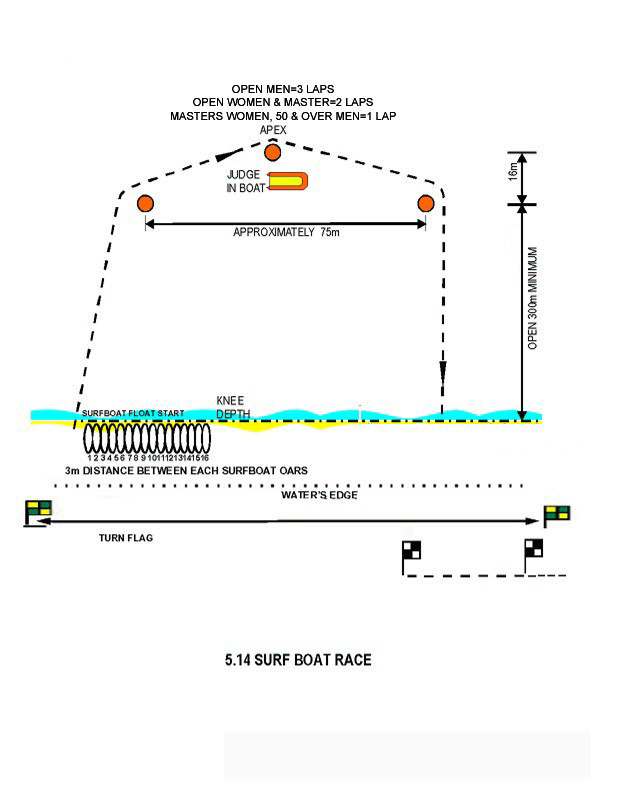 OPEN MEN=3 LAPS
OPEN WOMEN & MASTER=2 LAPS
MASTERS WOMEN, 50 & OVER MEN=1 LAP
APEX
16m
JUDGE
IN BOAT
APPROXIMATELY 75m
OPEN 300m MINIMUM
KNEE
DEPTH
SURFBOAT FLOAT START
1 2 3 4 5 6 7 8 9 10 11 12 13 14 15 16
3m DISTANCE BETWEEN EACH SURFBOAT OARS
WATER'S EDGE
TURN FLAG
5.14 SURF BOAT RACE